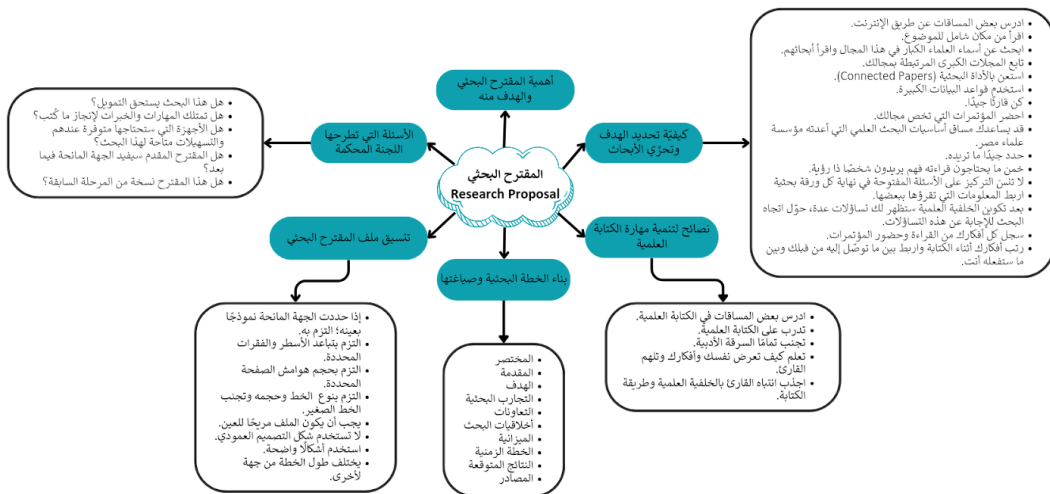 المقترح البحثي
Research Proposal
أهمية المقترح البحثي
والهدف منه
كيفيّة تحديد الهدف
وتحرّي الأبحاث
ادرس بعض المساقات عن طريق الإنترنت.
اقرأ من مكان شامل للموضوع.
ابحث عن أسماء العلماء الكبار في هذا المجال واقرأ أبحاثهم.
تابع المجلات الكبرى المرتبطة بمجالك.
استعن بالأداة البحثية (Connected Papers).
استخدم قواعد البيانات الكبيرة.
كن قارئًا جيدًا.
احضر المؤتمرات التي تخص مجالك.
قد يساعدك مساق أساسيات البحث العلمي التي أعدته مؤسسة
علماء مصر.
حدد جيدًا ما تريده.
خمن ما يحتاجون قراءته فهم يريدون شخصًا ذا رؤية.
لا تنسَ التركيز على الأسئلة المفتوحة في نهاية كل ورقة بحثية
اربط المعلومات التي تقرؤها ببعضها.
بعد تكوين الخلفية العلمية ستظهر لك تساؤلات عدة، حوّل اتجاه
البحث للإجابة عن هذه التساؤلات.
سجل كل أفكارك من القراءة وحضور المؤتمرات.
رتب أفكارك أثناء الكتابة واربط بين ما توصّل إليه من قبلك وبين
ما ستفعله أنت.
نصائح لتنمية مهارة الكتابة
العلمية
ادرس بعض المساقات في الكتابة العلمية.
تدرب على الكتابة العلمية.
تجنب تمامًا السرقة الأدبية.
تعلم كيف تعرض نفسك وأفكارك وتلهم
القارئ.
اجذب انتباه القارئ بالخلفية العلمية وطريقة
الكتابة.
بناء الخطة البحثية وصياغتها
المختصر
المقدمة
الهدف
التجارب البحثية
التعاونات
أخلاقيات البحث
الميزانية
الخطة الزمنية
النتائج المتوقعة
المصادر
تنسيق ملف المقترح البحثي
إذا حددت الجهة المانحة نموذجًا
بعينه؛ التزم به.
التزم بتباعد الأسطر والفقرات
المحددة.
التزم بحجم هوامش الصفحة
المحددة.
التزم بنوع الخط وحجمه وتجنب
الخط الصغير.
يجب أن يكون الملف مريحًا للعين.
لا تستخدم شكل التصميم العمودي.
استخدم أشكالًا واضحة.
يختلف طول الخطة من جهة
لأخرى.
الأسئلة التي تطرحها
اللجنة المحكمة
هل هذا البحث يستحق التمويل؟
هل تمتلك المهارات والخبرات لإنجاز ما كُتب؟
هل الأجهزة التي ستحتاجها متوفرة عندهم
والتسهيلات متاحة لهذا البحث؟
هل المقترح المقدم سيفيد الجهة المانحة فيما
بعد؟
هل هذا المقترح نسخة من المرحلة السابقة؟